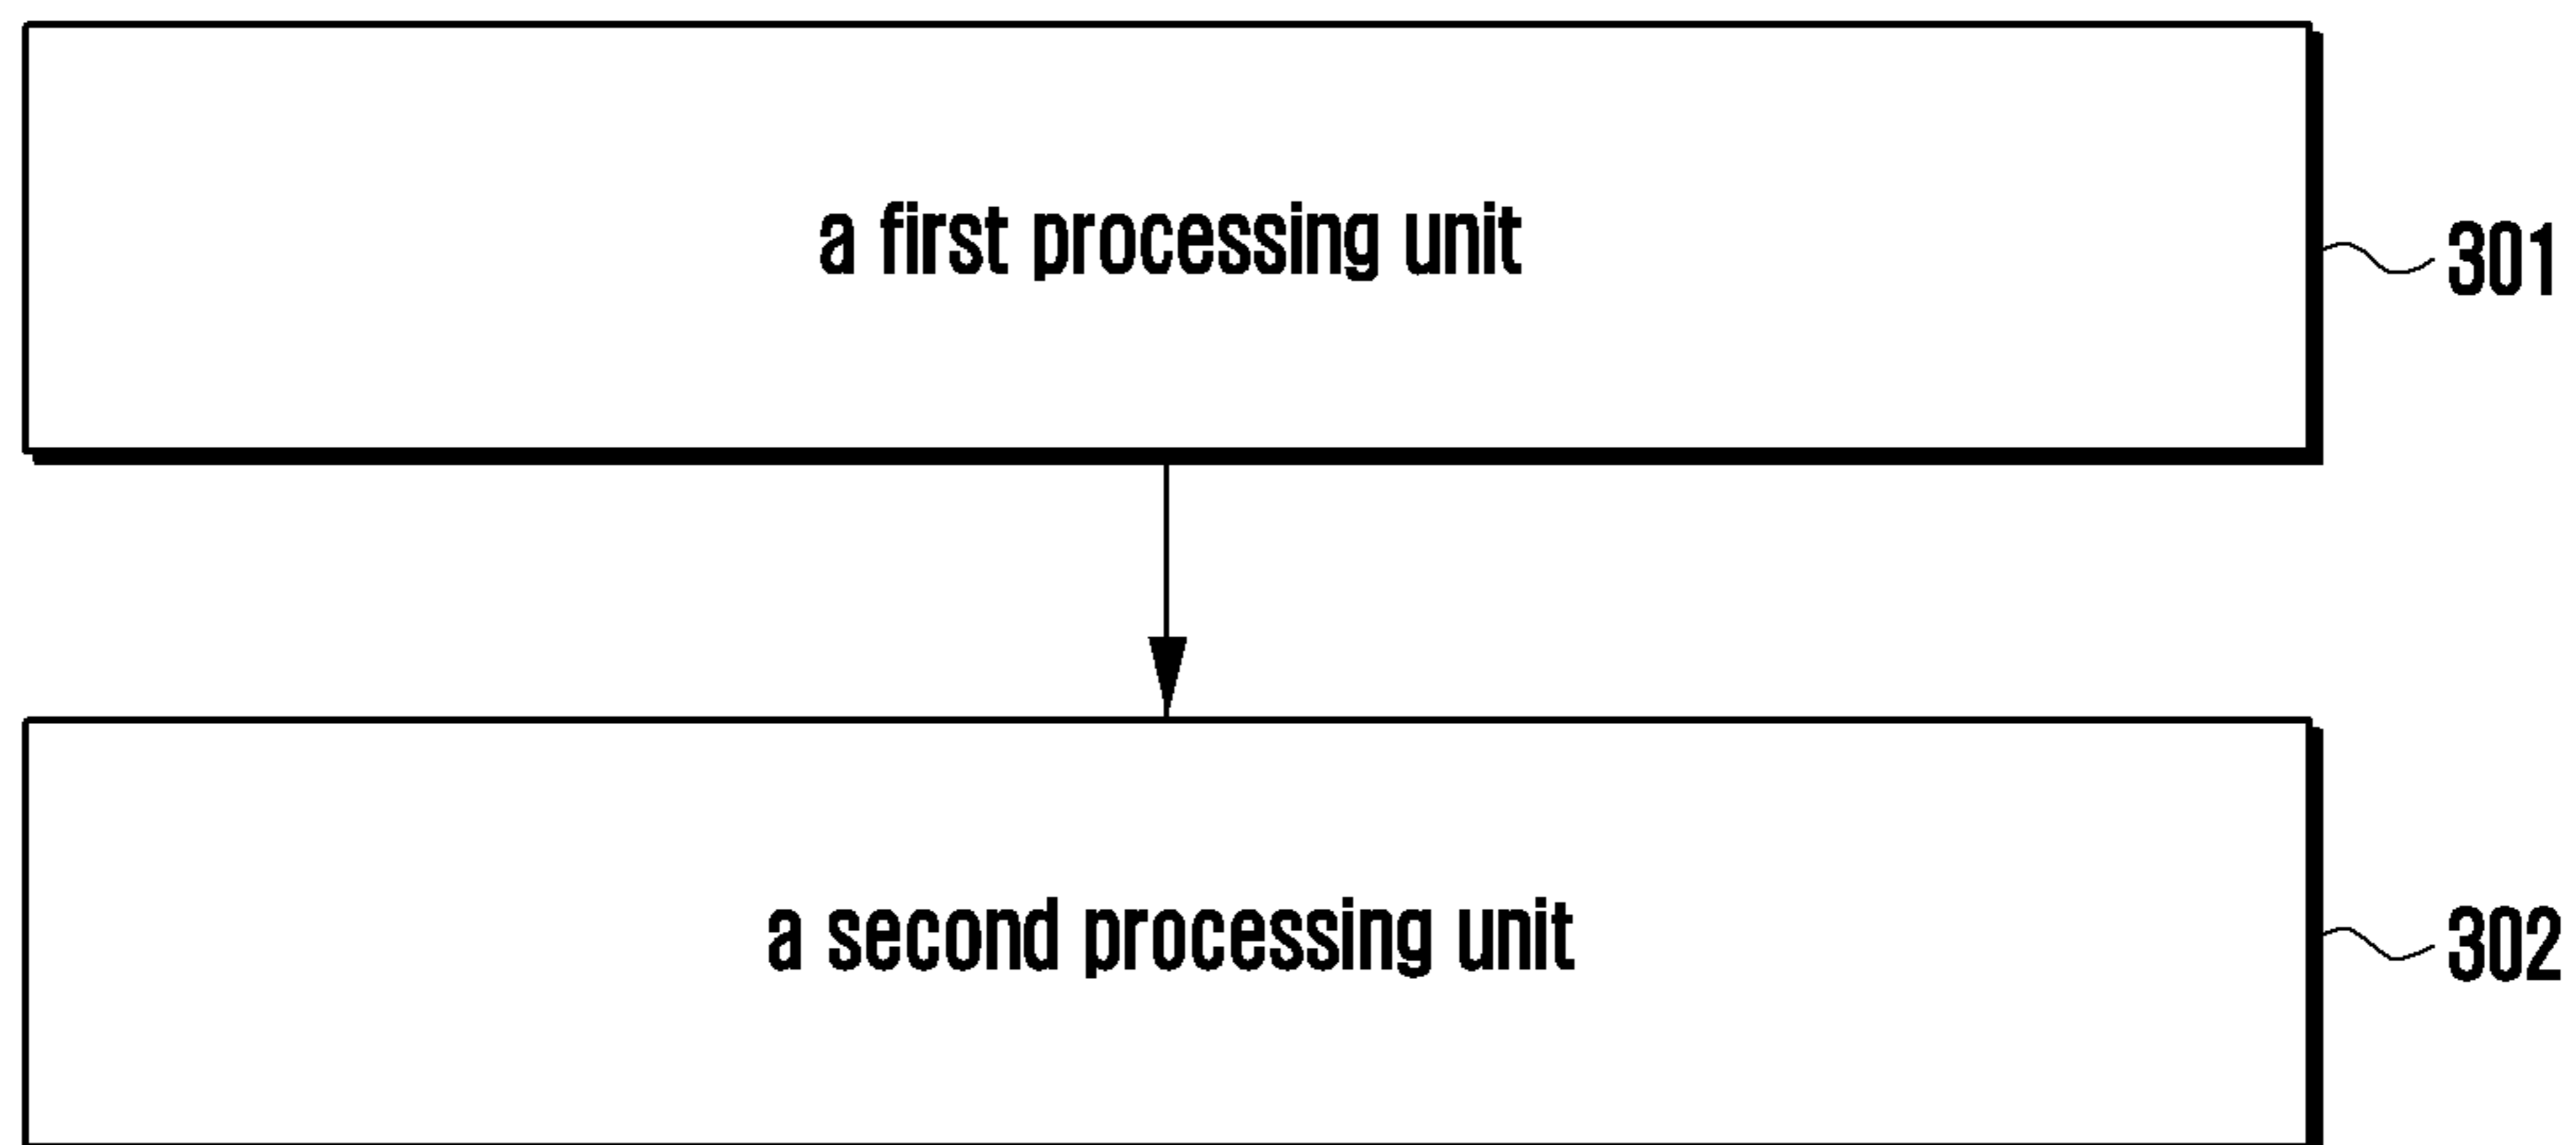 a first processing unit
301
a second processing unit
302